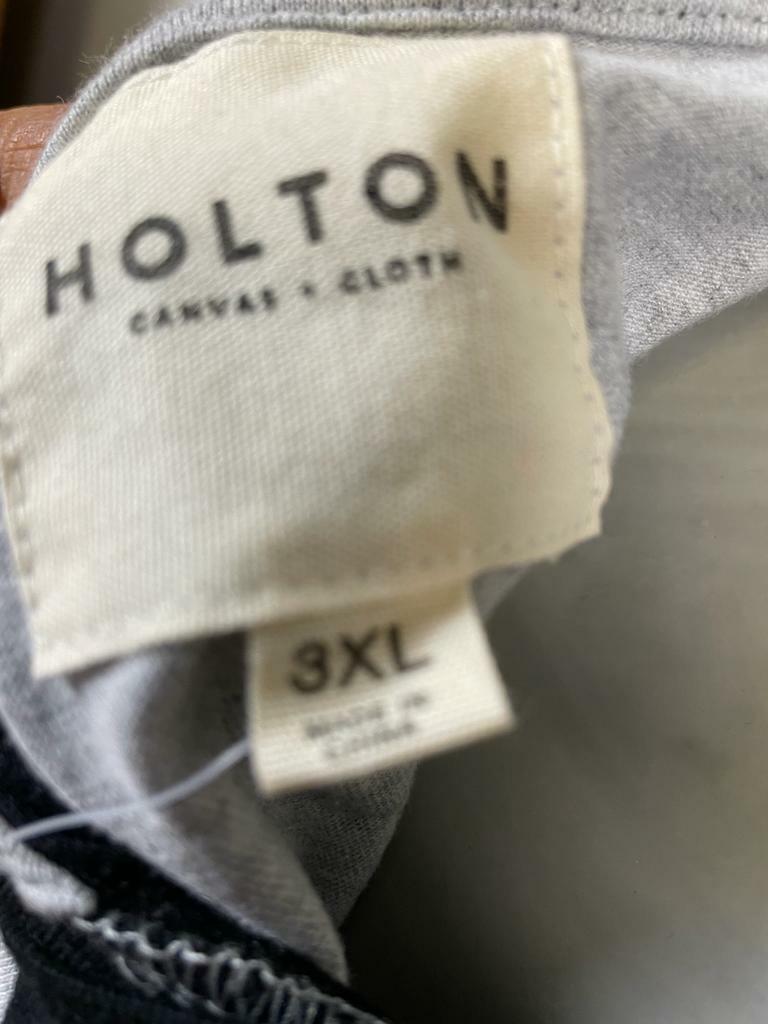 HOLTON
CANVAS + CLOTH
3XL
MADE IN
CHINA